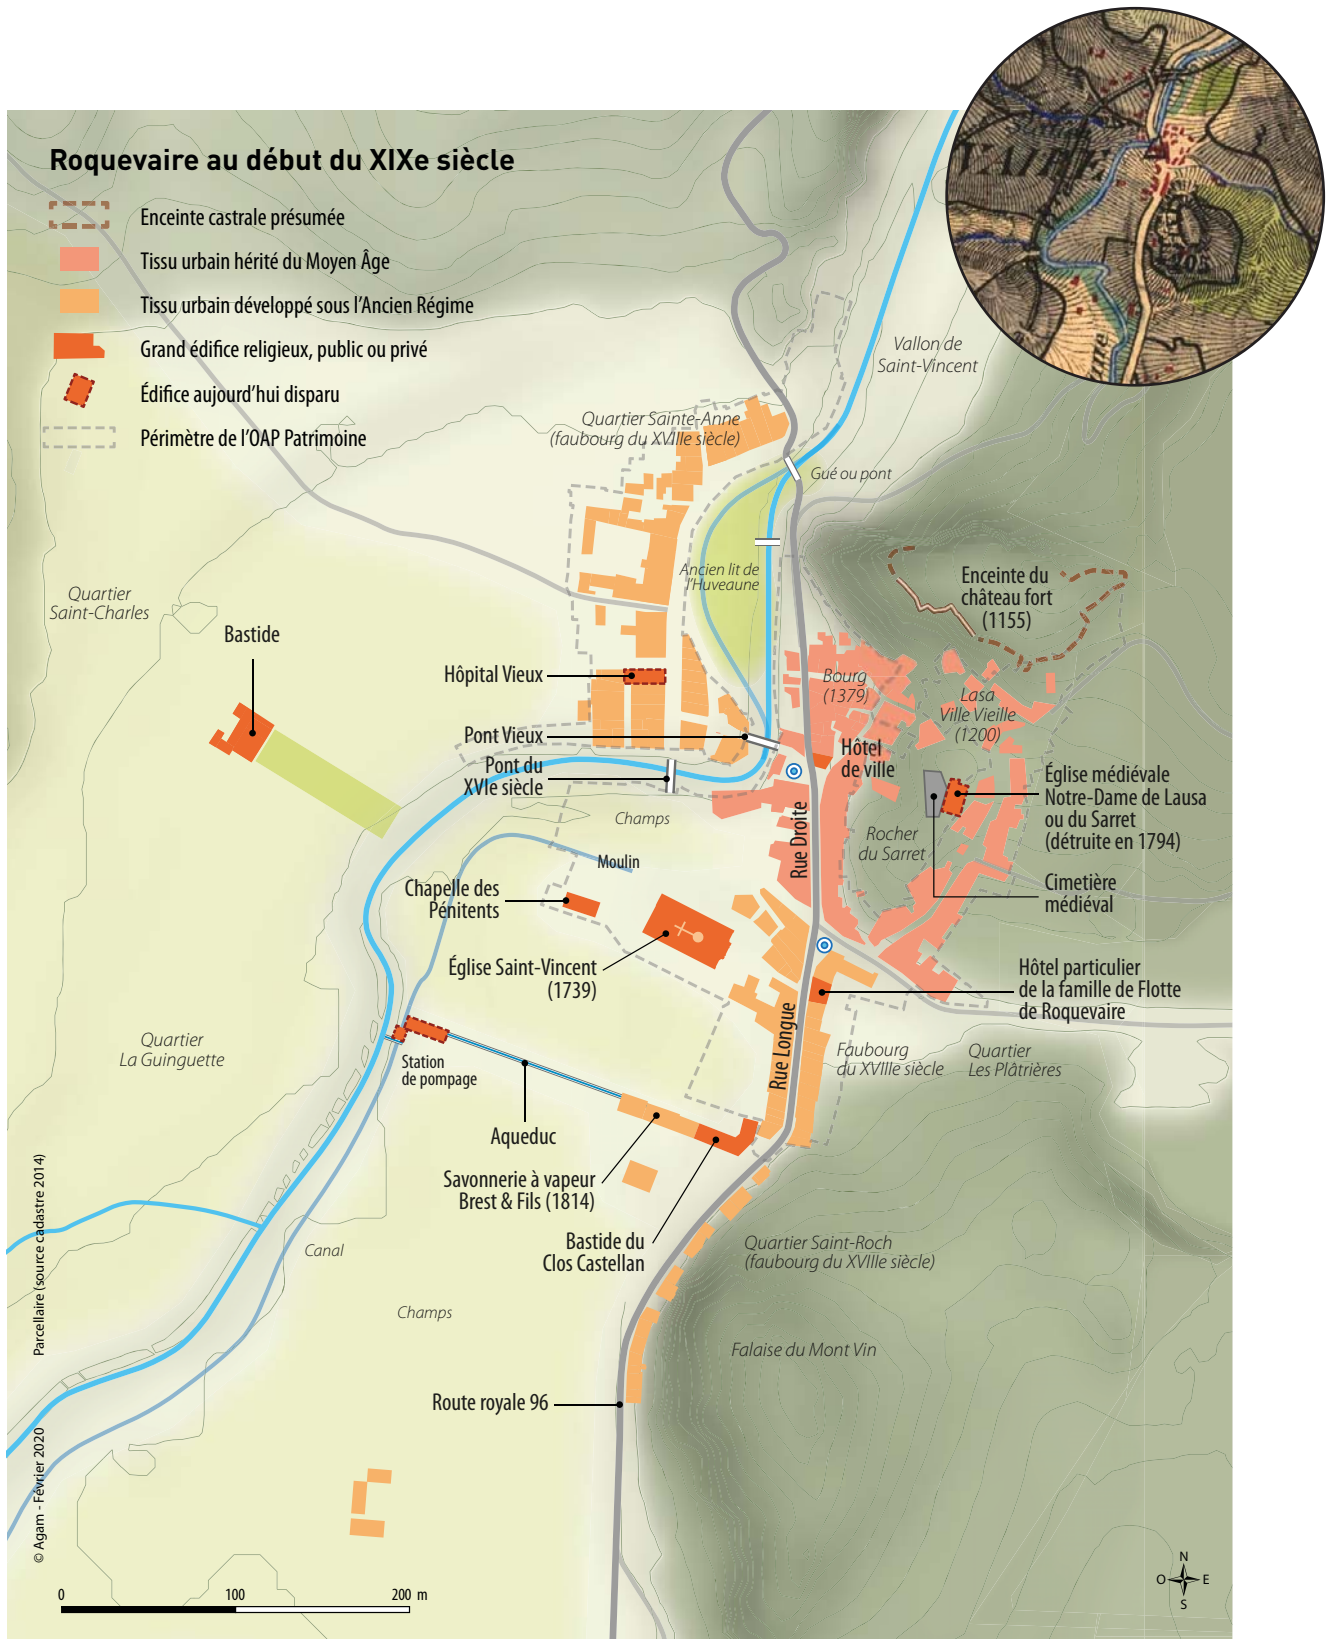 Roquevaire au début du XIXe siècle
Enceinte castrale présumée
Tissu urbain hérité du Moyen Âge
Tissu urbain développé sous l'Ancien Régime
Grand édifice religieux, public ou privé
Édifice aujourd'hui disparu
Périmètre de l'OAP Patrimoine
Vallon de
Saint-Vincent
Quartier Sainte-Anne
(faubourg du XVIIIe siècle)
Gué ou pont
Ancien lit de
l'Huveaune
Enceinte du
château fort
(1155)
Quartier
Saint-Charles
Bastide
Hôpital Vieux
Bourg
(1379)
Lasa
Ville Vieille
(1200)
Pont Vieux
Pont du
XVIe siècle
Hôtel
de ville
Église médiévale
Notre-Dame de Lausa
ou du Sarret
(détruite en 1794)
Champs
Rue Droite
Rocher
du Sarret
Moulin
Cimetière
médiéval
Chapelle des
Pénitents
Église Saint-Vincent
(1739)
Hôtel particulier
de la famille de Flotte
de Roquevaire
Quartier
La Guinguette
Station
de pompage
Rue Longue
Faubourg
du XVIIIe siècle
Quartier
Les Plâtrières
Aqueduc
Savonnerie à vapeur
Brest & Fils (1814)
Bastide du
Clos Castellan
Quartier Saint-Roch
(faubourg du XVIIIe siècle)
Canal
Champs
Falaise du Mont Vin
Route royale 96
Parcellaire (source cadastre 2014)
© Agam - Février 2020
0 100 200 m
N
O E
S